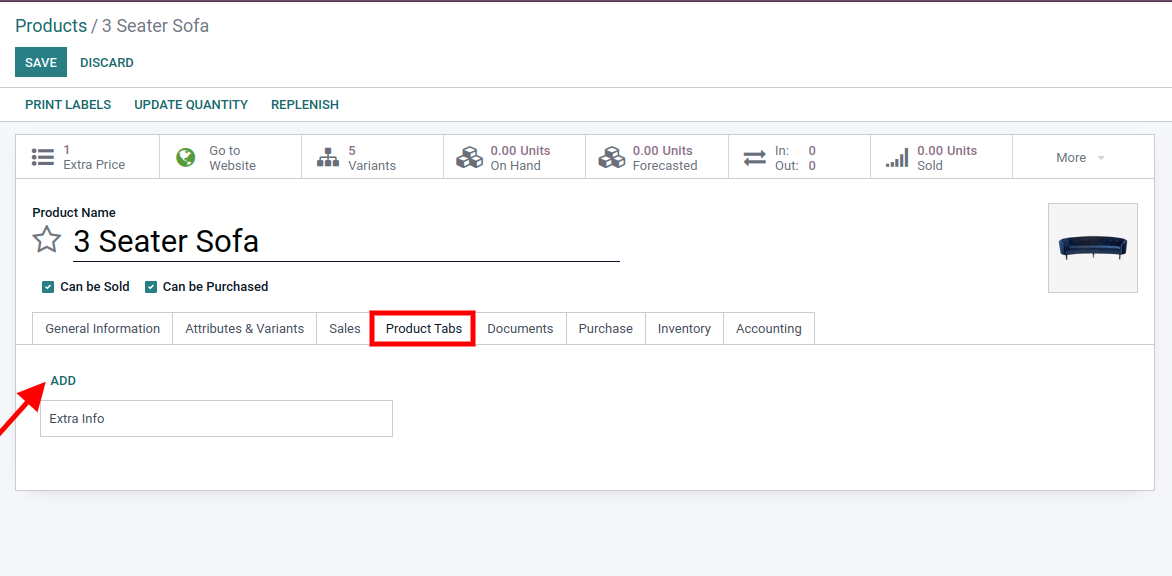 Products / 3 Seater Sofa
SAVE DISCARD
PRINT LABELS UPDATE QUANTITY REPLENISH
1
Extra Price
Go to
Website
5
Variants
0.00 Units
On Hand
0.00 Units
Forecasted
In: 0
Out: 0
0.00 Units
Sold
More
Product Name
3 Seater Sofa
Can be Sold Can be Purchased
General Information Attributes & Variants Sales Product Tabs Documents Purchase Inventory Accounting
ADD
Extra Info